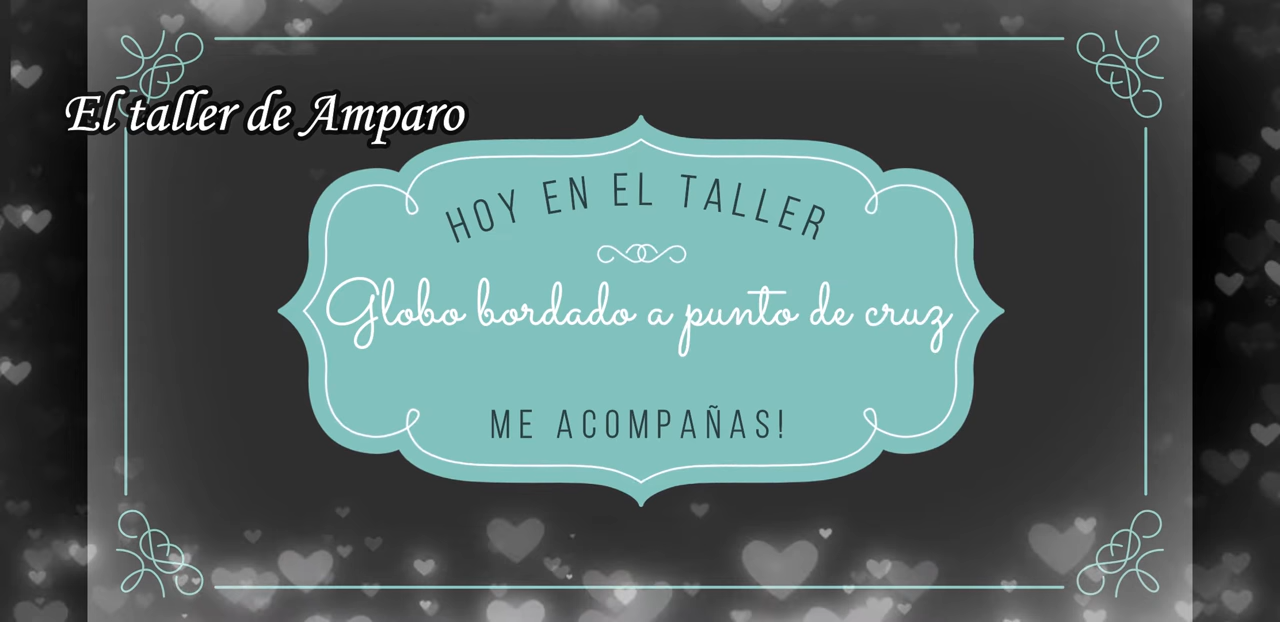 El taller de Amparo
HOY EN EL TALLER
Globo bordado a punto de cruz
ME ACOMPAÑAS!